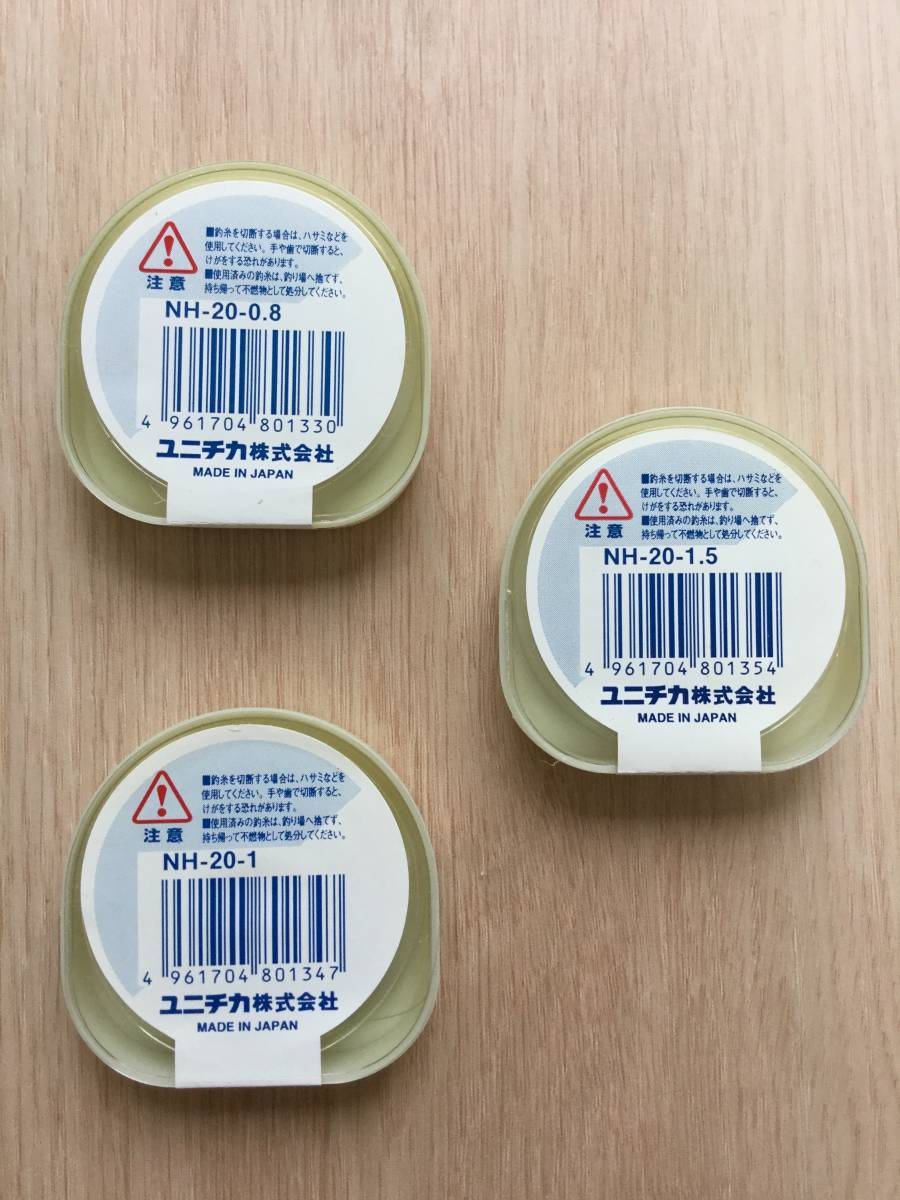 ■釣糸を切断する場合は、ハサミなどを
使用してください。手や歯で切断すると、
けがをする恐れがあります。
■使用済みの釣糸は、釣り場へ捨てず、
持ち帰って不燃物として処分してください。
注意
NH-20-0.8
4 961704 801330
ユニチカ株式会社
MADE IN JAPAN
■釣糸を切断する場合は、ハサミなどを
使用してください。手や歯で切断すると、
けがをする恐れがあります。
■使用済みの釣糸は、釣り場へ捨てず、
持ち帰って不燃物として処分してください。
注意
NH-20-1.5
4 961704 801354
ユニチカ株式会社
MADE IN JAPAN
■釣糸を切断する場合は、ハサミなどを
使用してください。手や歯で切断すると、
けがをする恐れがあります。
■使用済みの釣糸は、釣り場へ捨てず、
持ち帰って不燃物として処分してください。
注意
NH-20-1
4 961704 801347
ユニチカ株式会社
MADE IN JAPAN